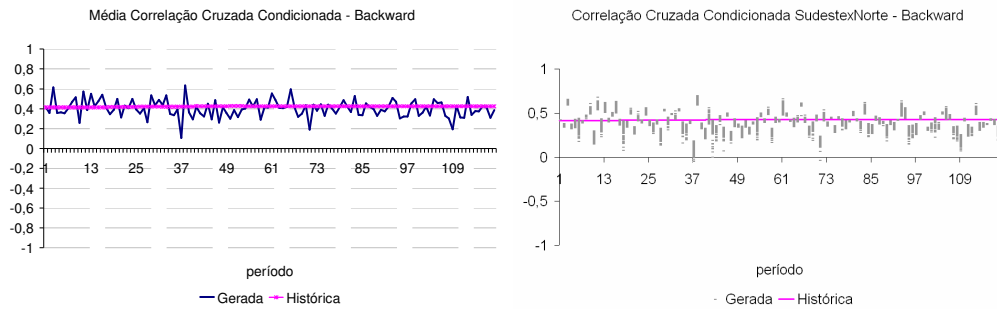 Média Correlação Cruzada Condicionada - Backward
1
0,8
0,6
0,4
0,2
0
-0,2
-0,4
-0,6
-0,8
-1
1 13 25 37 49 61 73 85 97 109
período
Gerada Histórica
Correlação Cruzada Condicionada SudestexNorte - Backward
1
0,5
0
-0,5
-1
1 13 25 37 49 61 73 85 97 109
período
Gerada Histórica